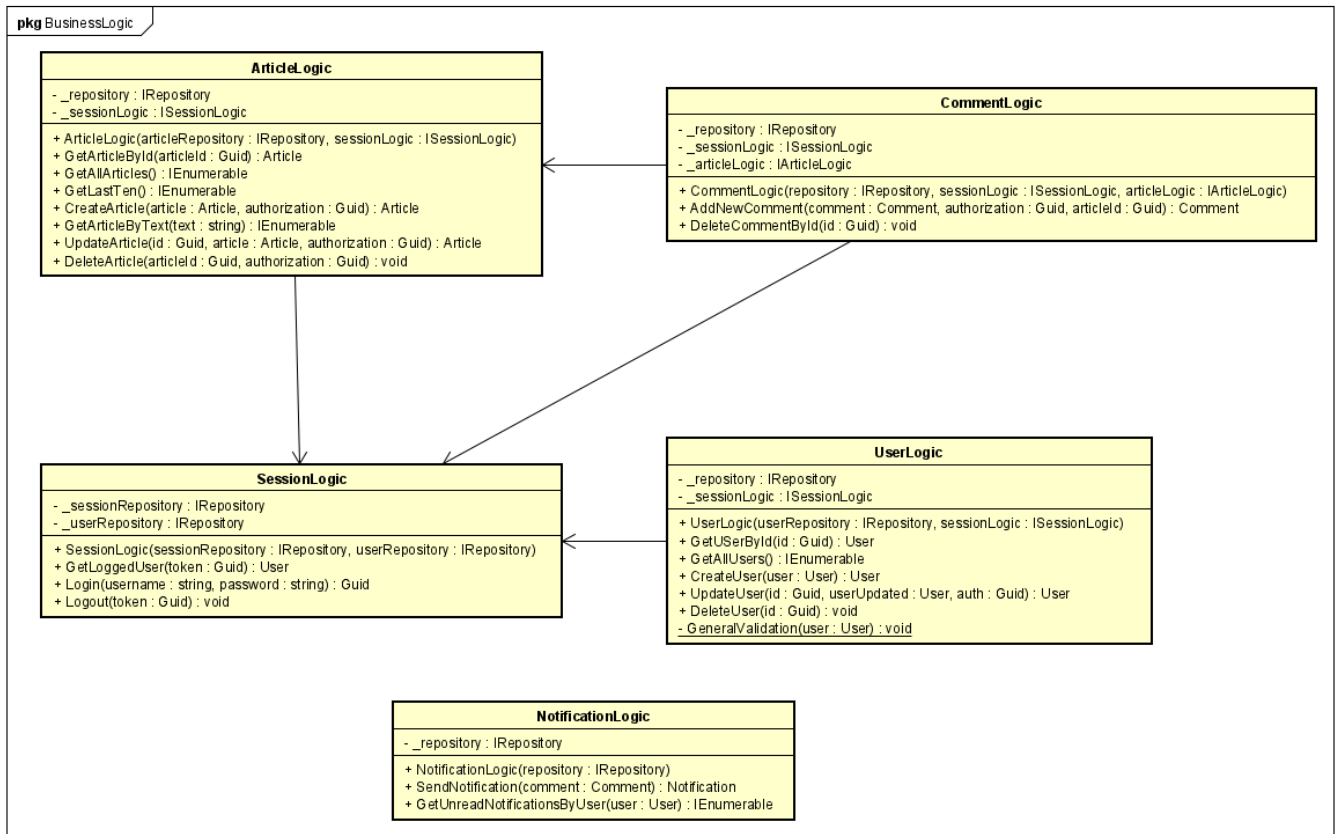 pkg BusinessLogic
ArticleLogic
- _repository : IRepository
- _sessionLogic : ISessionLogic
+ ArticleLogic(articleRepository : IRepository, sessionLogic : ISessionLogic)
+ GetArticleById(articleId : Guid) : Article
+ GetAllArticles() : IEnumerable
+ GetLastTen() : IEnumerable
+ CreateArticle(article : Article, authorization : Guid) : Article
+ GetArticleByText(text : string) : IEnumerable
+ UpdateArticle(id : Guid, article : Article, authorization : Guid) : Article
+ DeleteArticle(articleId : Guid, authorization : Guid) : void
CommentLogic
- _repository : IRepository
- _sessionLogic : ISessionLogic
- _articleLogic : IArticleLogic
+ CommentLogic(repository : IRepository, sessionLogic : ISessionLogic, articleLogic : IArticleLogic)
+ AddNewComment(comment : Comment, authorization : Guid, articleId : Guid) : Comment
+ DeleteCommentById(id : Guid) : void
SessionLogic
- _sessionRepository : IRepository
- _userRepository : IRepository
+ SessionLogic(sessionRepository : IRepository, userRepository : IRepository)
+ GetLoggedUser(token : Guid) : User
+ Login(username : string, password : string) : Guid
+ Logout(token : Guid) : void
UserLogic
- _repository : IRepository
- _sessionLogic : ISessionLogic
+ UserLogic(userRepository : IRepository, sessionLogic : ISessionLogic)
+ GetUSerById(id : Guid) : User
+ GetAllUsers() : IEnumerable
+ CreateUser(user : User) : User
+ UpdateUser(id : Guid, userUpdated : User, auth : Guid) : User
+ DeleteUser(id : Guid) : void
- GeneralValidation(user : User) : void
NotificationLogic
- _repository : IRepository
+ NotificationLogic(repository : IRepository)
+ SendNotification(comment : Comment) : Notification
+ GetUnreadNotificationsByUser(user : User) : IEnumerable